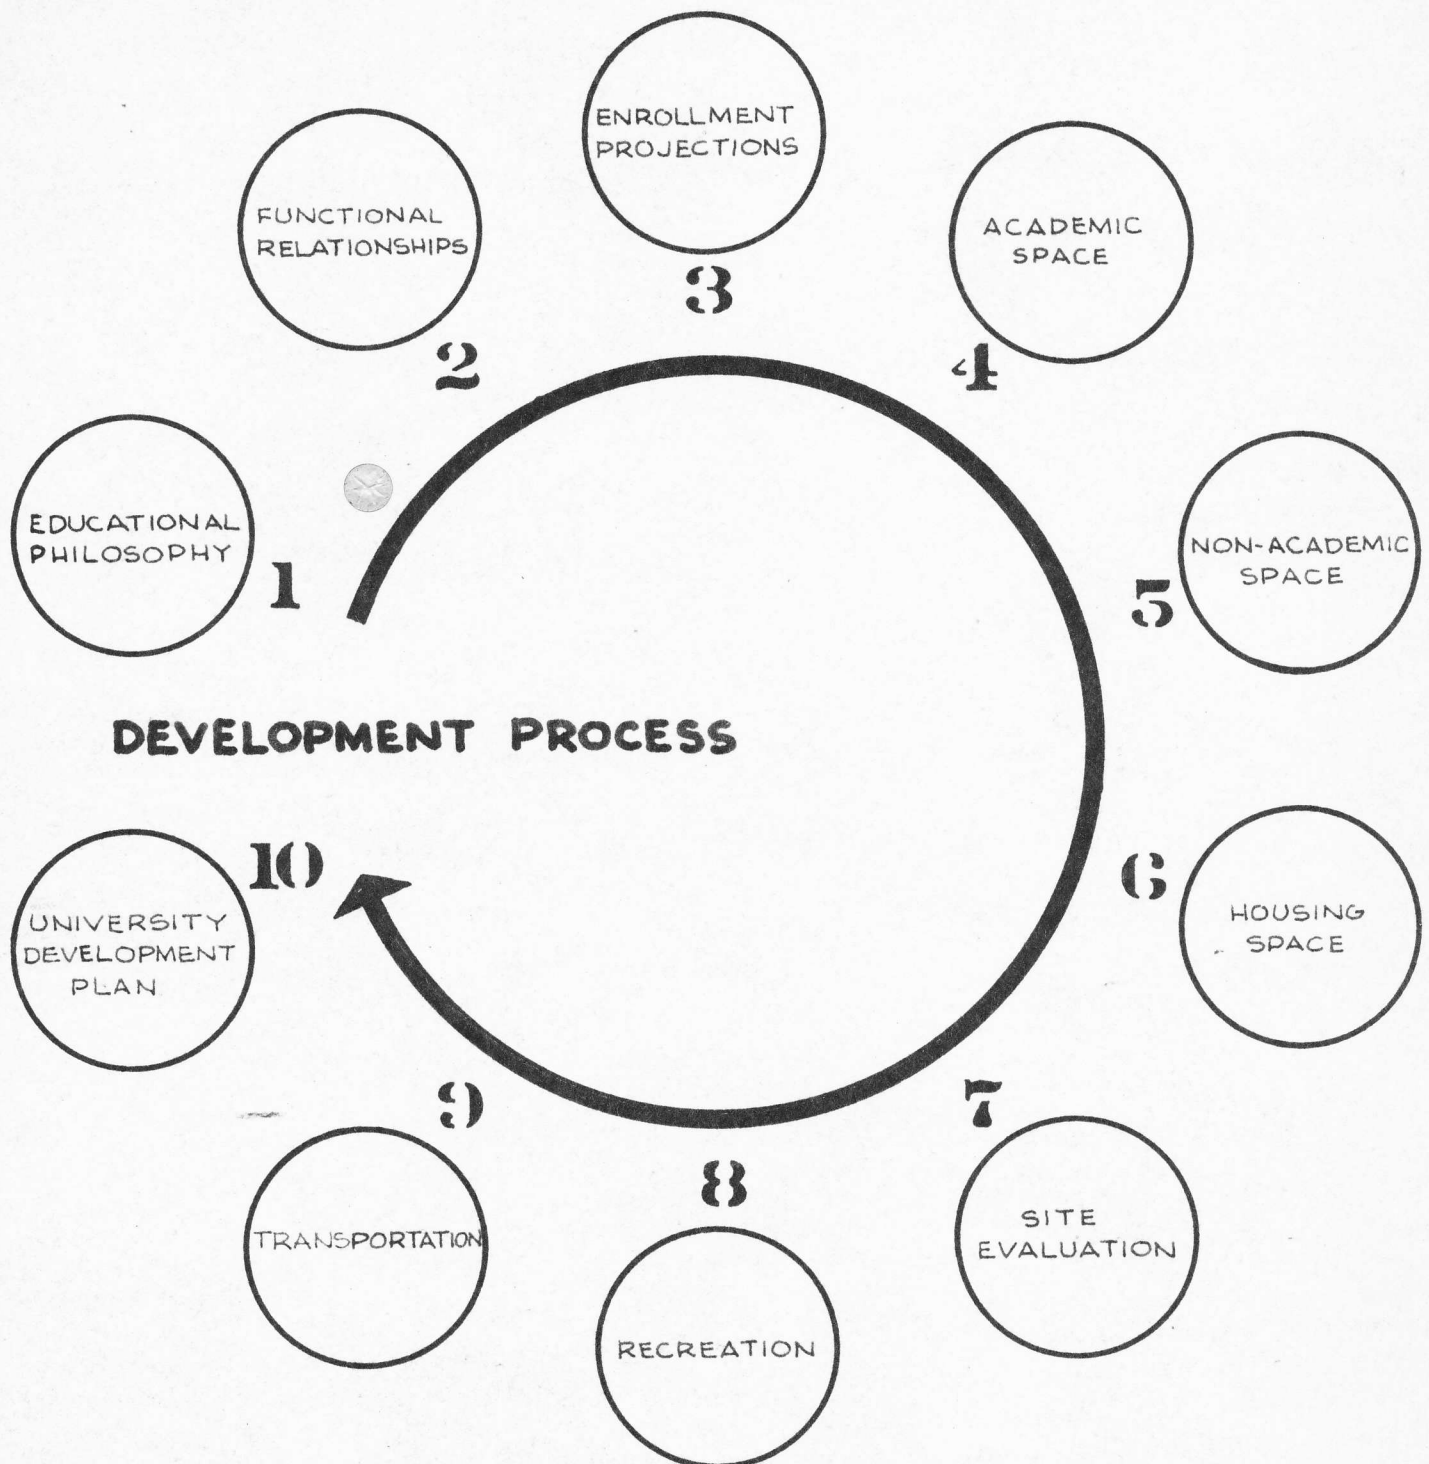 ENROLLMENT
PROJECTIONS
FUNCTIONAL
RELATIONSHIPS
ACADEMIC
SPACE
3
2
4
EDUCATIONAL
PHILOSOPHY
1
NON-ACADEMIC
SPACE
5
DEVELOPMENT PROCESS
10
UNIVERSITY
DEVELOPMENT
PLAN
6
HOUSING
SPACE
9
7
TRANSPORTATION
8
SITE
EVALUATION
RECREATION